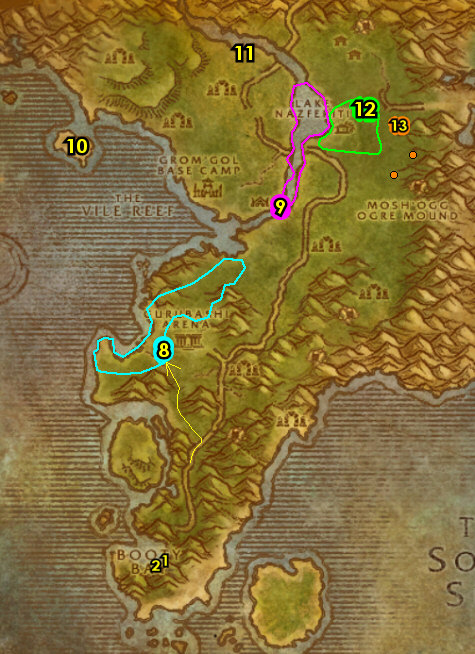 11
LAKE
NAZFERITI
12
13
10
GROM'GOL
BASE CAMP
THE
VILE REEF
9
MOSH'OGG
OGRE MOUND
GURUBASHI
ARENA
8
BOOTY
BAY
2
1
T
SO
S